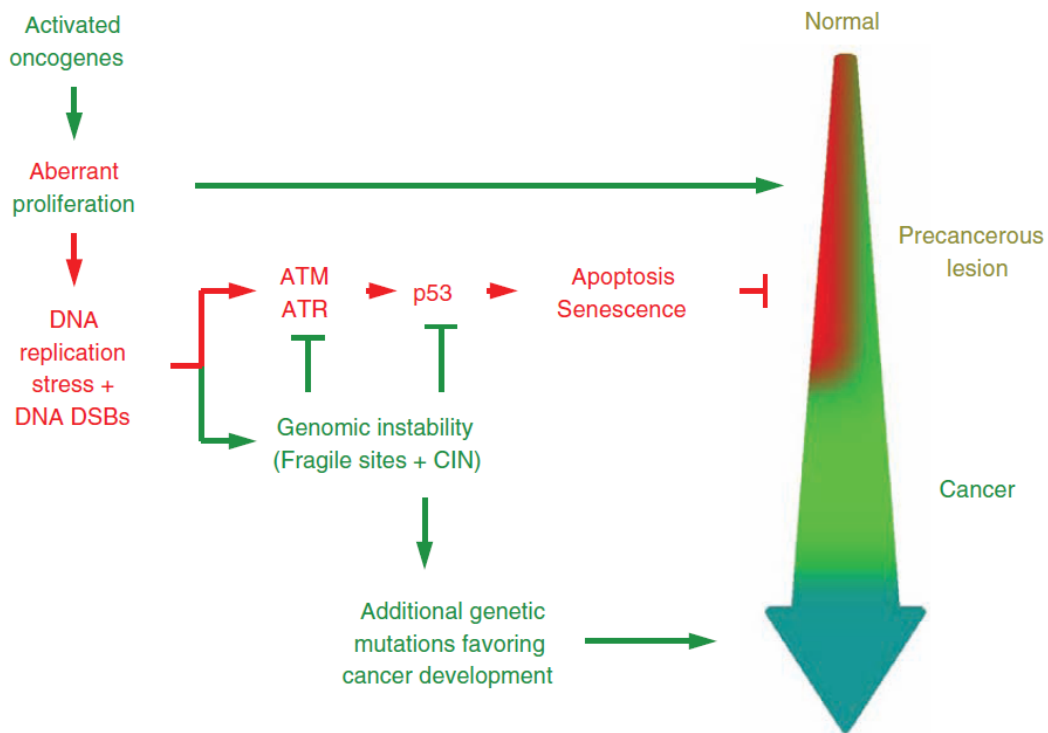 Activated
oncogenes
Normal
Aberrant
proliferation
Precancerous
lesion
ATM
ATR
p53
Apoptosis
Senescence
DNA
replication
stress +
DNA DSBs
Genomic instability
(Fragile sites + CIN)
Cancer
Additional genetic
mutations favoring
cancer development